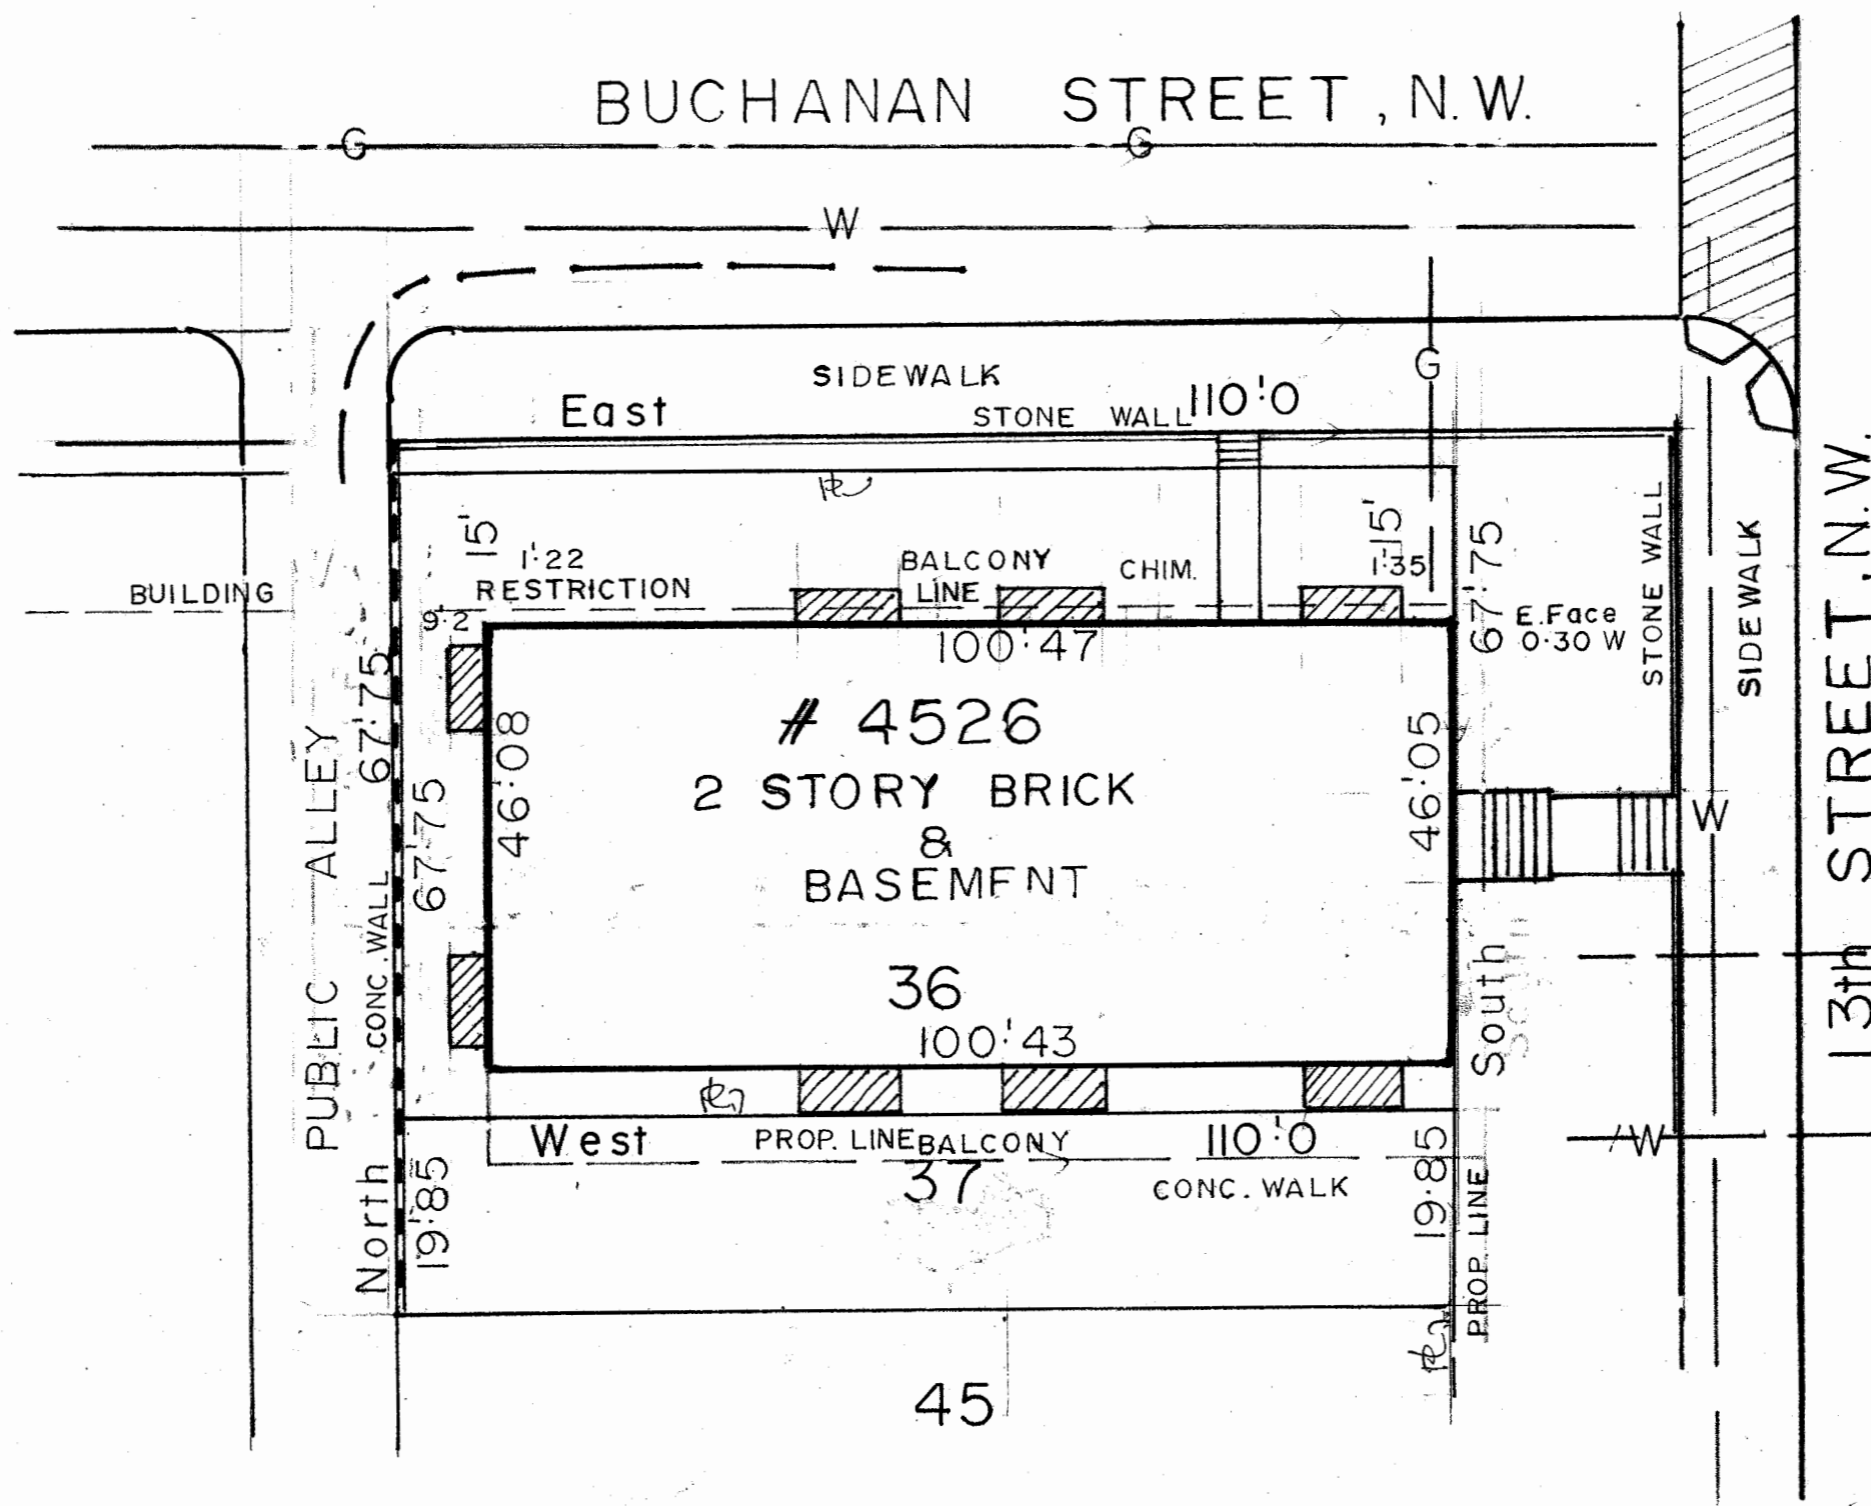 BUCHANAN STREET, N.W.
G G
W
SIDEWALK
G
East
STONE WALL 110'.0
15'
15'
1'.22
BALCONY
CHIM.
1'.35
BUILDING RESTRICTION LINE
9'.2
67'.75
E. Face
0.30 W
STONE WALL
SIDEWALK
13th STREET, N.W.
100'.47
# 4526
2 STORY BRICK
&
BASEMENT
36
100'.43
46'.08
46'.05
67'.75
67'.75
PUBLIC ALLEY
CONC. WALL
W
South
West
PROP. LINE
BALCONY
110'.0
W
37
CONC. WALK
North
19'.85
19'.85
PROP. LINE
45